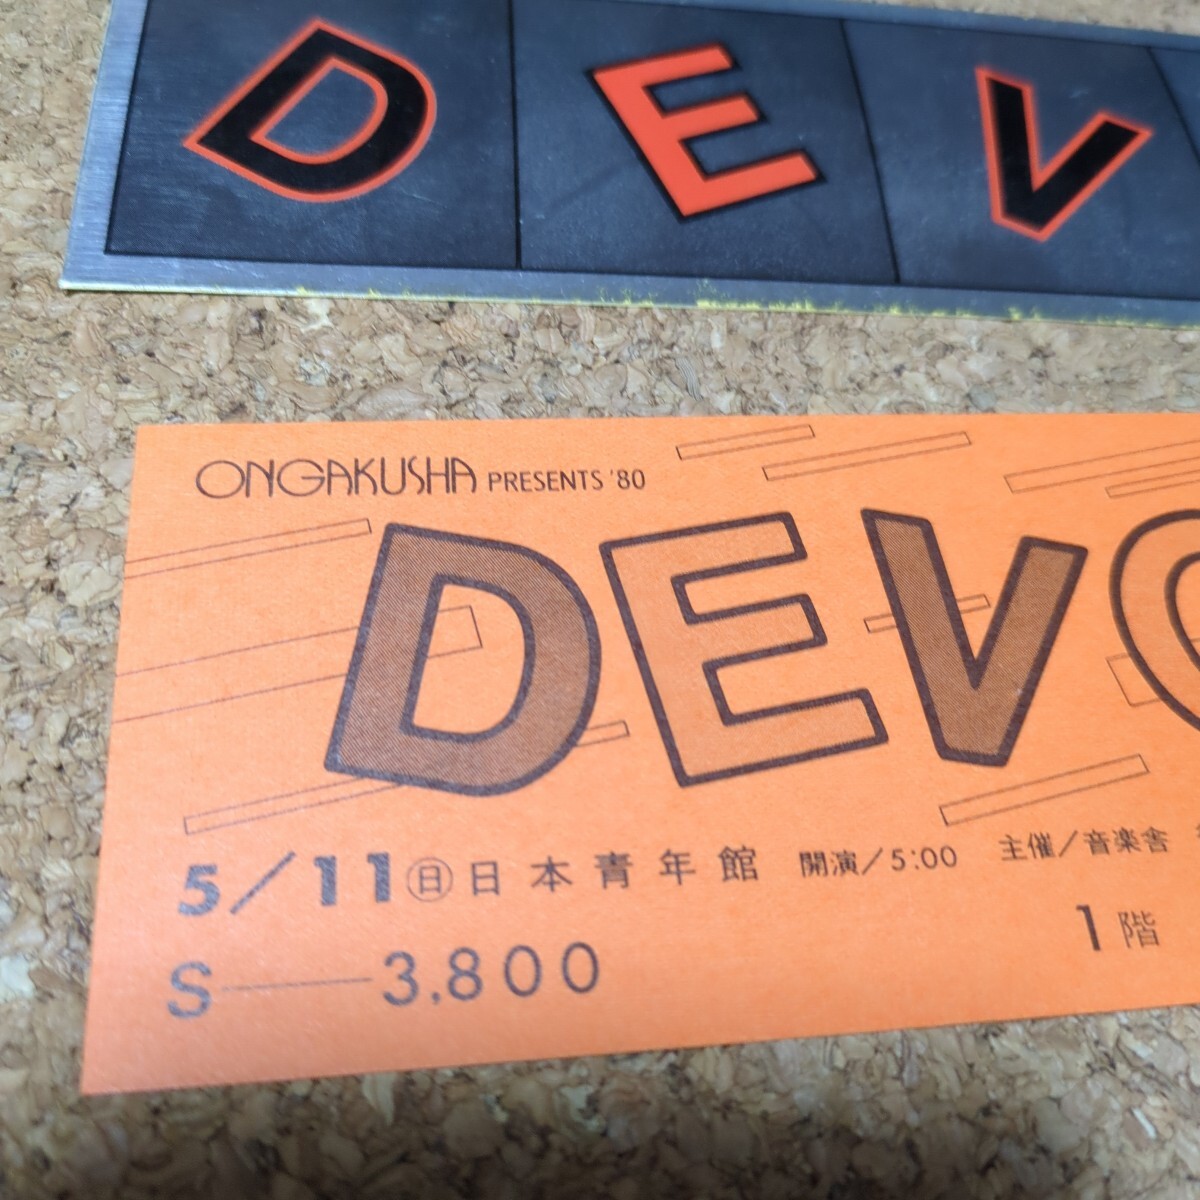 DEV
ONGAKUSHA PRESENTS '80
DEVO
5/11㊐日本青年館 開演/5:00 主催/音楽舎
S——3,800 1階